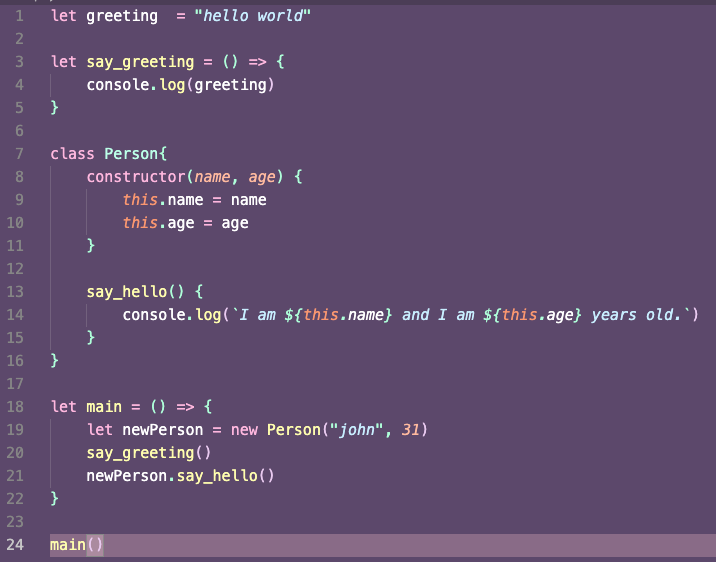 1 let greeting  = "hello world"
2
3 let say_greeting = () => {
4     console.log(greeting)
5 }
6
7 class Person{
8     constructor(name, age) {
9         this.name = name
10         this.age = age
11     }
12
13     say_hello() {
14         console.log(`I am ${this.name} and I am ${this.age} years old.`)
15     }
16 }
17
18 let main = () => {
19     let newPerson = new Person("john", 31)
20     say_greeting()
21     newPerson.say_hello()
22 }
23
24 main()